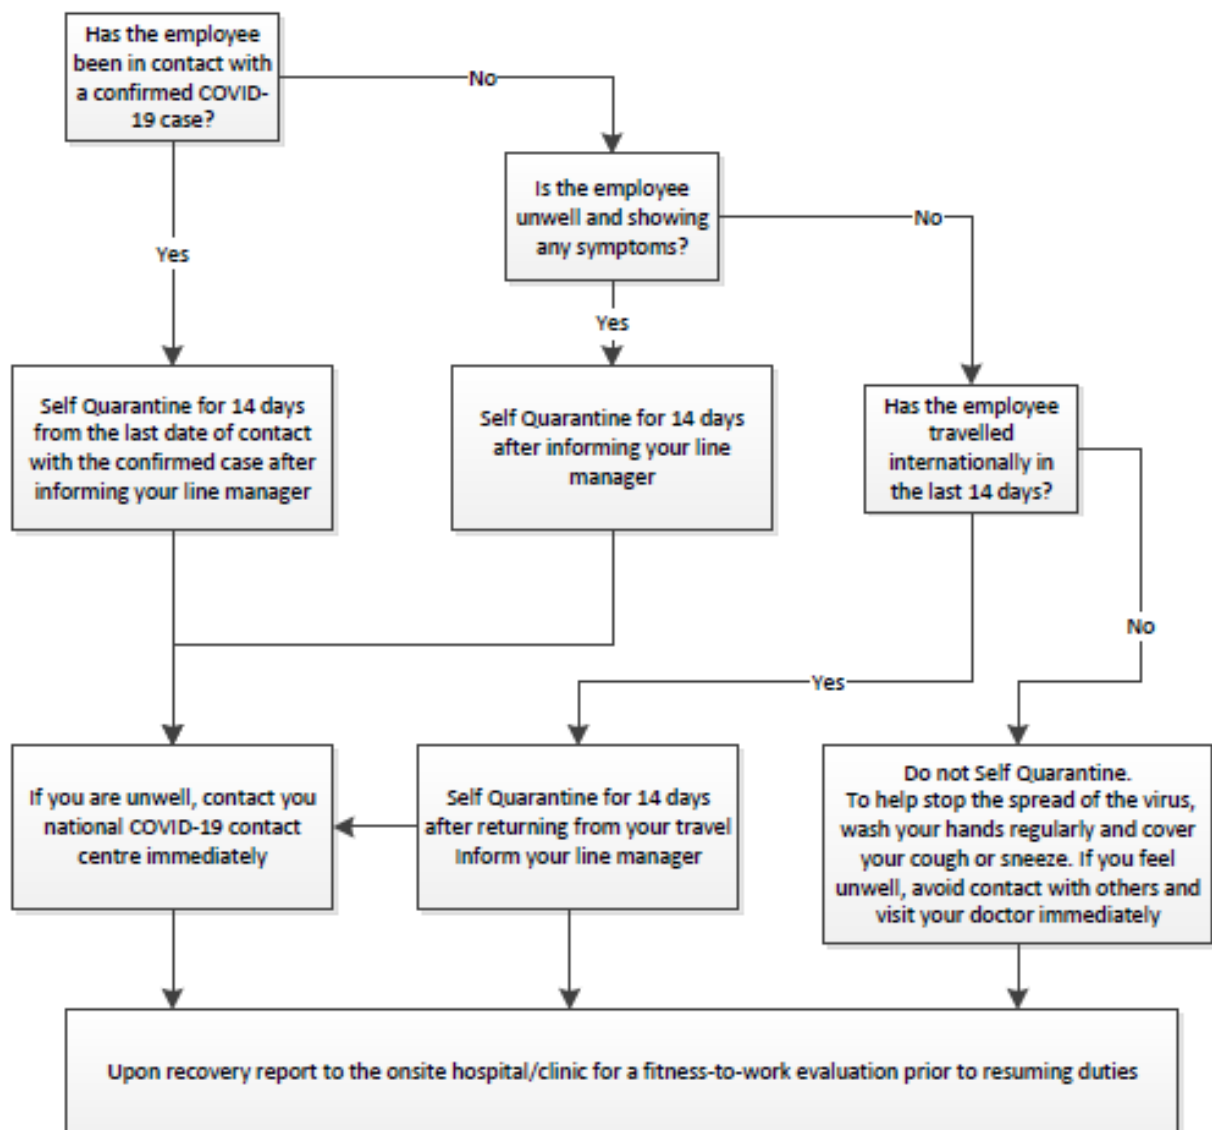 Has the employee
been in contact with
a confirmed COVID-
19 case?
No
Is the employee
unwell and showing
any symptoms?
No
Yes
Yes
Self Quarantine for 14 days
from the last date of contact
with the confirmed case after
informing your line manager
Self Quarantine for 14 days
after informing your line
manager
Has the employee
travelled
internationally in
the last 14 days?
No
Yes
If you are unwell, contact you
national COVID-19 contact
centre immediately
Self Quarantine for 14 days
after returning from your travel
Inform your line manager
Do not Self Quarantine.
To help stop the spread of the virus,
wash your hands regularly and cover
your cough or sneeze. If you feel
unwell, avoid contact with others and
visit your doctor immediately
Upon recovery report to the onsite hospital/clinic for a fitness-to-work evaluation prior to resuming duties